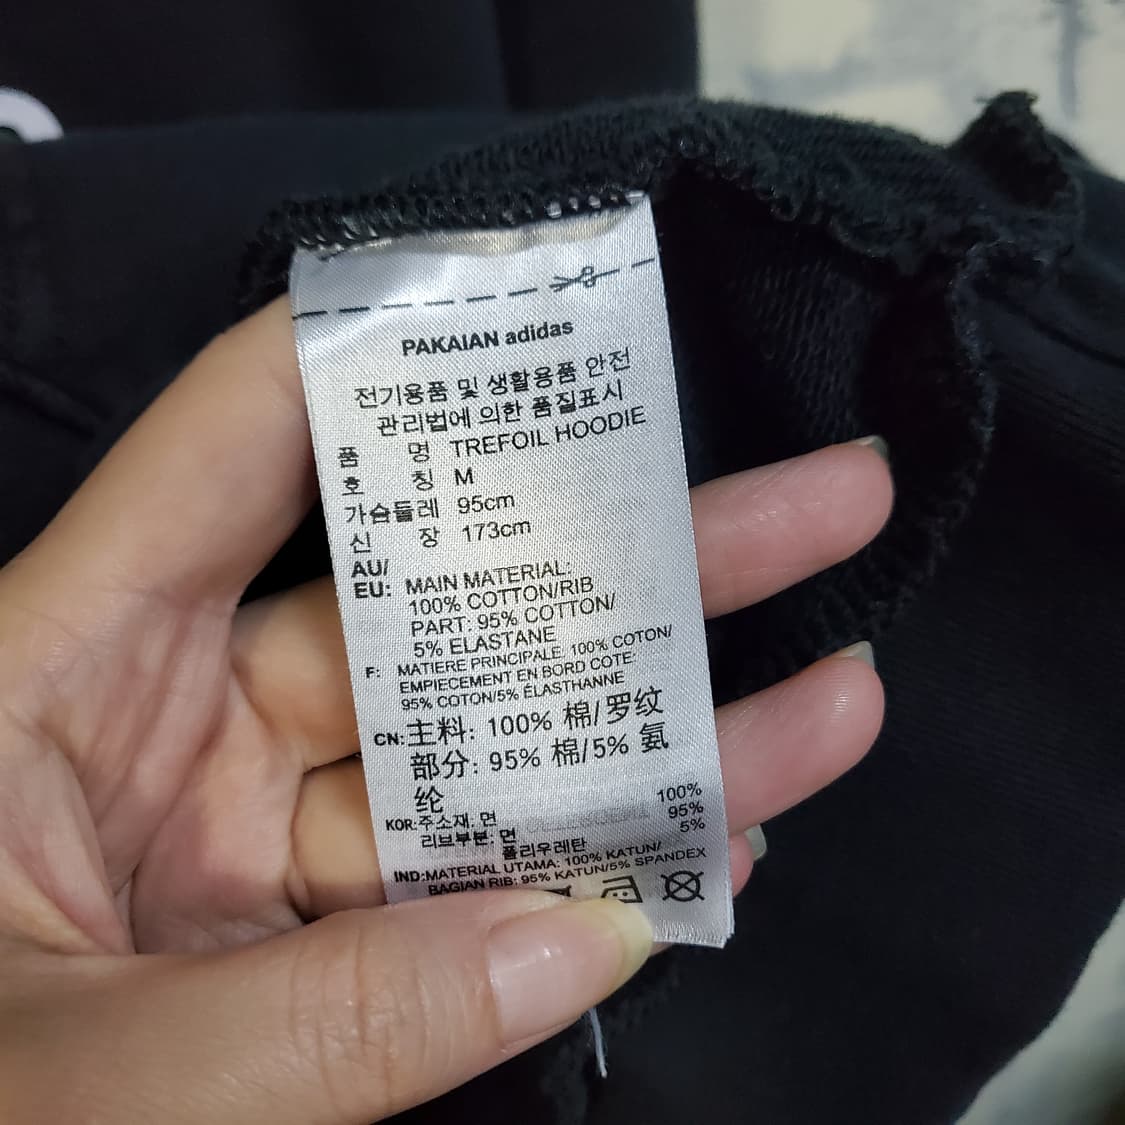 PAKAIAN adidas
전기용품 및 생활용품 안전
관리법에 의한 품질표시
품 명 TREFOIL HOODIE
호 칭 M
가슴둘레 95cm
신 장 173cm
AU/
EU: MAIN MATERIAL:
100% COTTON/RIB
PART: 95% COTTON/
5% ELASTANE
F: MATIERE PRINCIPALE: 100% COTON/
EMPIECEMENT EN BORD COTE:
95% COTON/5% ÉLASTHANNE
CN: 主料: 100% 棉/罗纹
部分: 95% 棉/5% 氨
纶
KOR: 주소재: 면 100%
리브부분: 면 95%
폴리우레탄 5%
IND: MATERIAL UTAMA: 100% KATUN/
BAGIAN RIB: 95% KATUN/5% SPANDEX